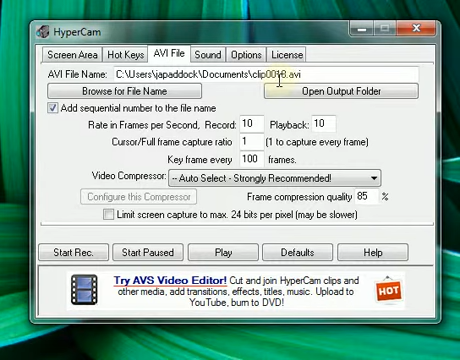 HyperCam
Screen Area Hot Keys AVI File Sound Options License
AVI File Name: C:\Users\japaddock\Documents\clip0018.avi
Browse for File Name Open Output Folder
Add sequential number to the file name
Rate in Frames per Second, Record: 10 Playback: 10
Cursor/Full frame capture ratio 1 (1 to capture every frame)
Key frame every 100 frames.
Video Compressor: -- Auto Select - Strongly Recommended!
Configure this Compressor Frame compression quality 85 %
Limit screen capture to max. 24 bits per pixel (may be slower)
Start Rec. Start Paused Play Defaults Help
Try AVS Video Editor! Cut and join HyperCam clips and
other media, add transitions, effects, titles, music. Upload to
YouTube, burn to DVD!
HOT